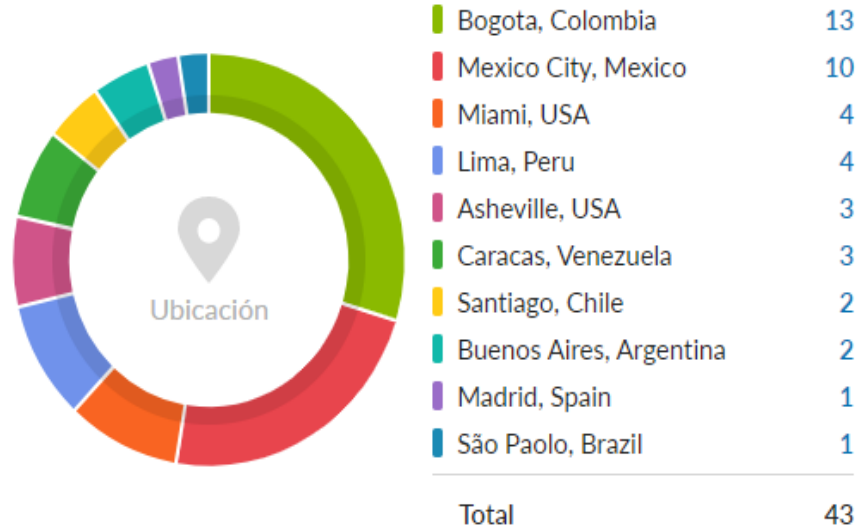 Bogota, Colombia 13
Mexico City, Mexico 10
Miami, USA 4
Lima, Peru 4
Asheville, USA 3
Caracas, Venezuela 3
Santiago, Chile 2
Buenos Aires, Argentina 2
Madrid, Spain 1
São Paolo, Brazil 1
Total 43
Ubicación